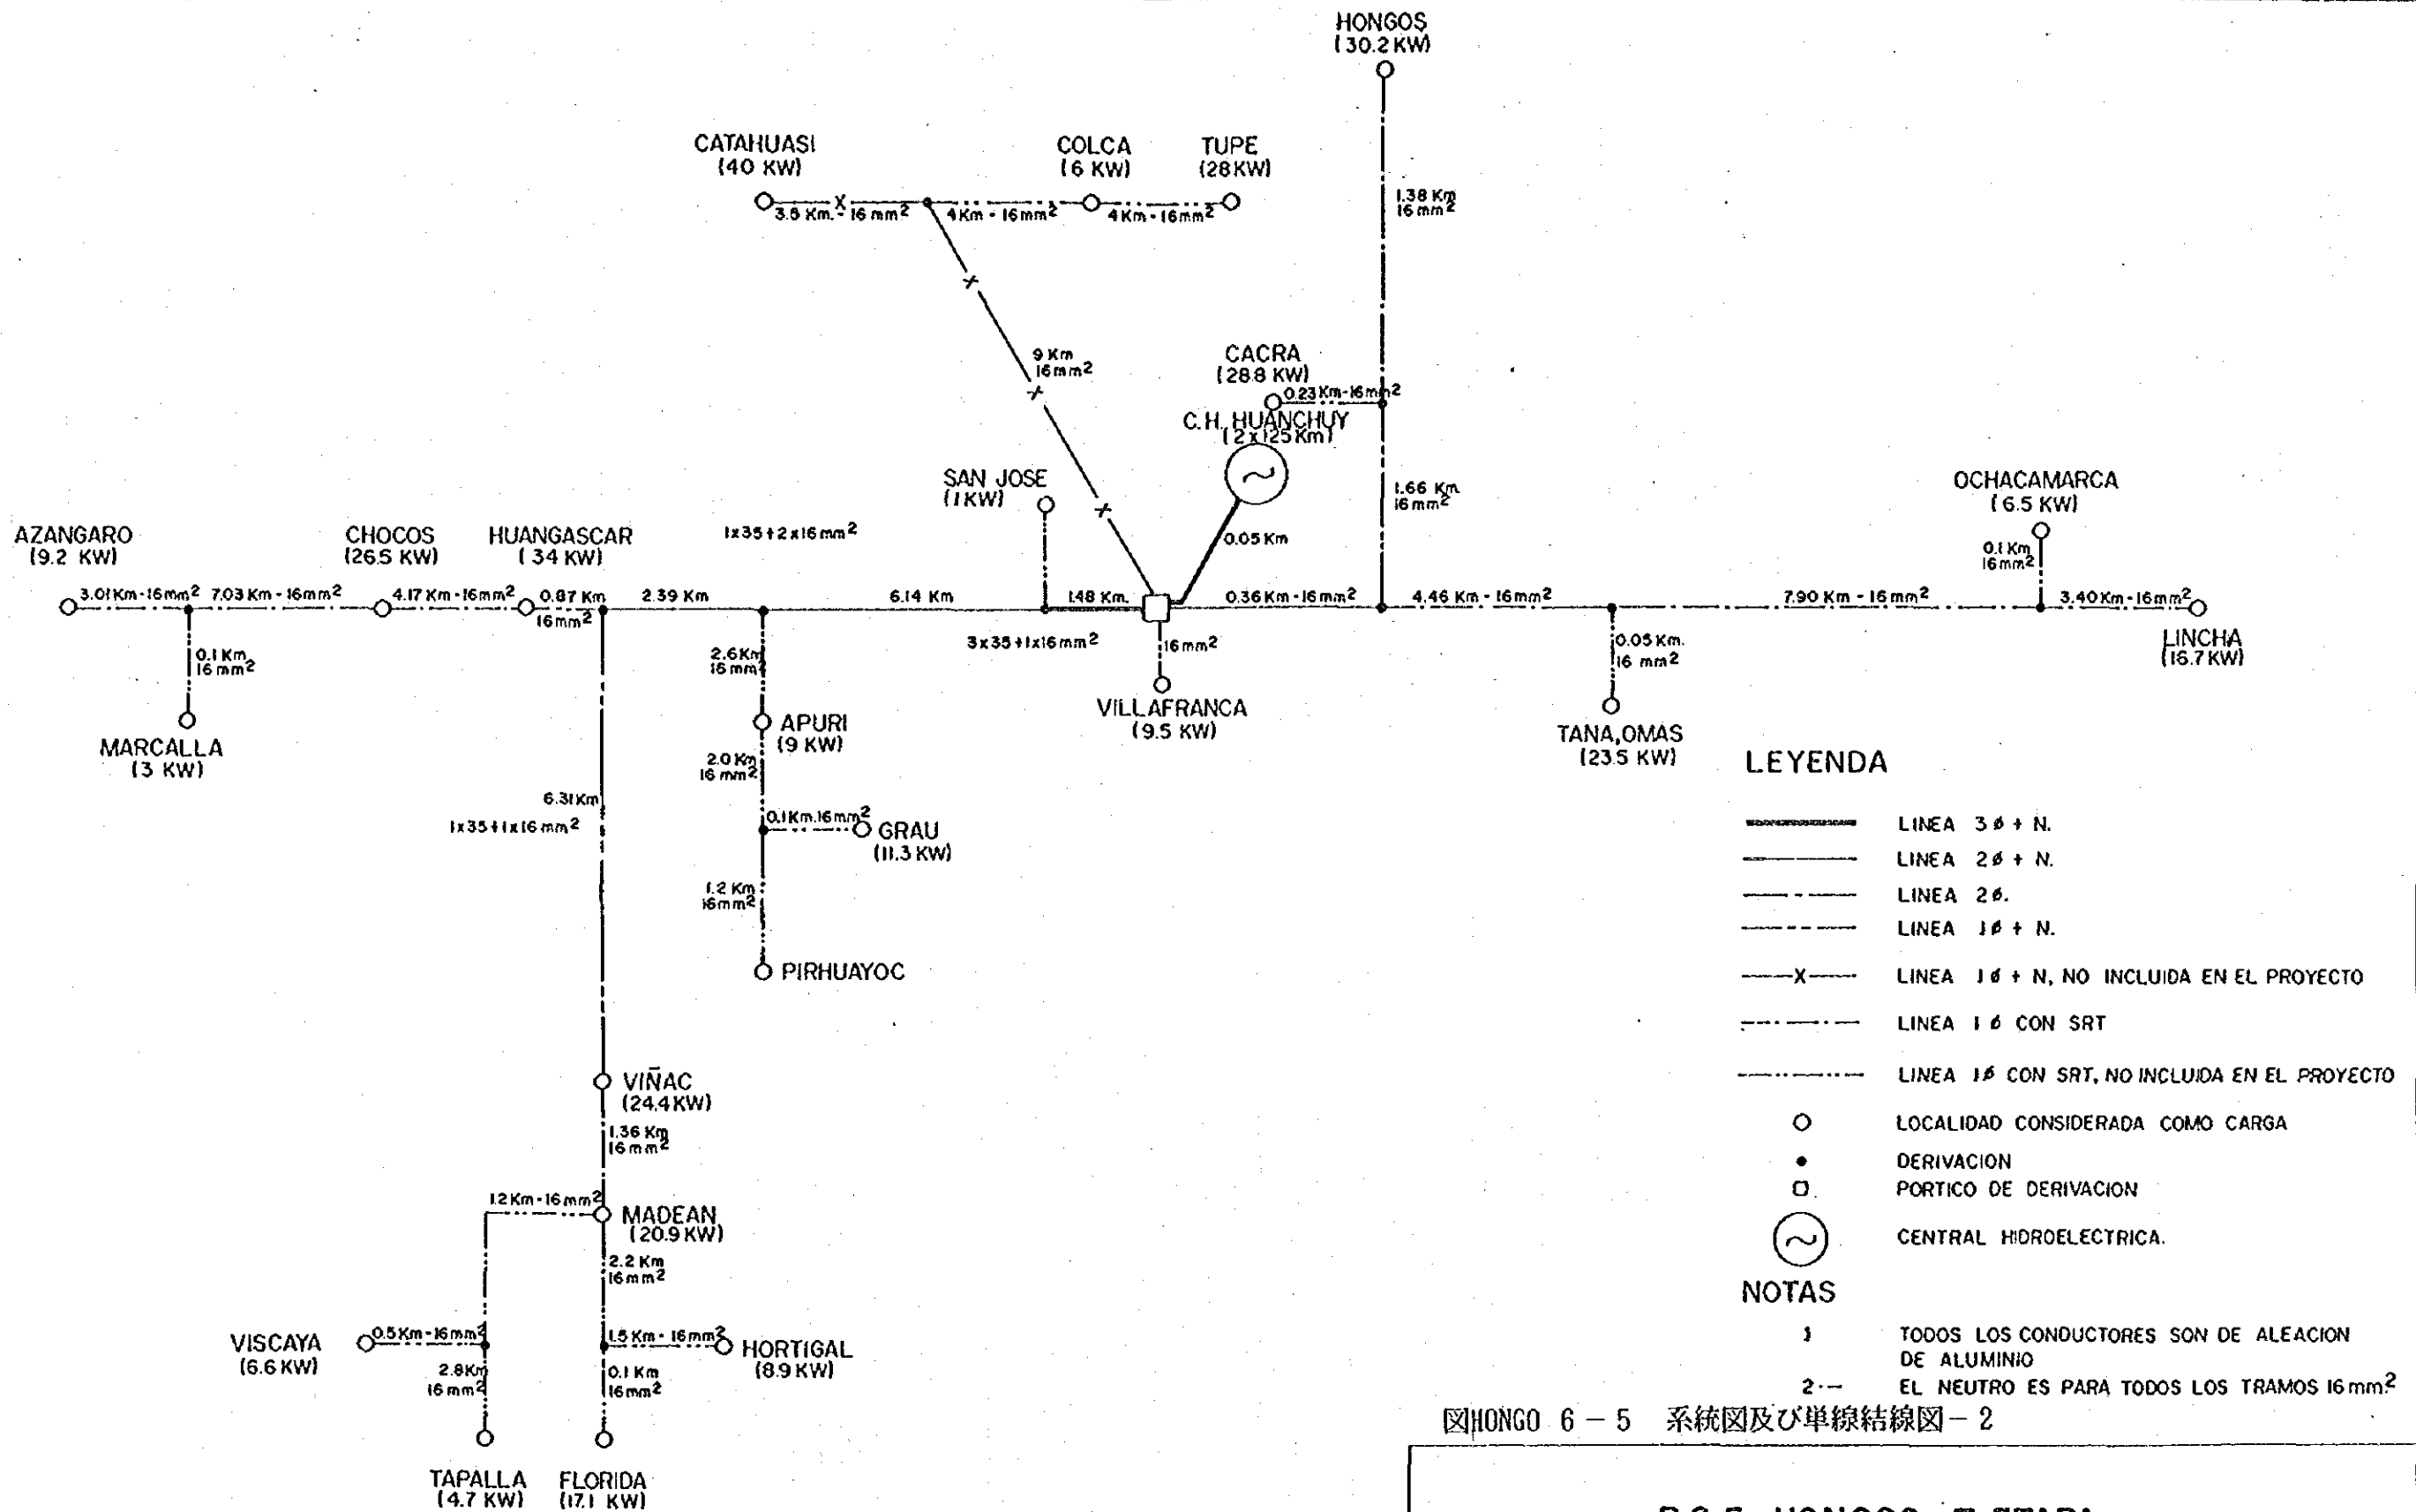 HONGOS
(30.2 KW)
CATAHUASI
(40 KW)
COLCA
(6 KW)
TUPE
(28 KW)
3.5 Km. - 16 mm²
4 Km - 16 mm²
4 Km - 16 mm²
1.38 Km
16 mm²
9 Km
16 mm²
CACRA
(28.8 KW)
0.23 Km - 16 mm²
C.H. HUANCHUY
(2 x 125 Km)
SAN JOSE
(1 KW)
1.66 Km.
16 mm²
0.05 Km
OCHACAMARCA
(6.5 KW)
0.1 Km
16 mm²
AZANGARO
(9.2 KW)
CHOCOS
(26.5 KW)
HUANGASCAR
(34 KW)
1x35+2x16 mm²
3.01 Km - 16 mm²
7.03 Km - 16 mm²
4.17 Km - 16 mm²
0.87 Km
16 mm²
2.39 Km
6.14 Km
1.48 Km.
0.36 Km - 16 mm²
4.46 Km - 16 mm²
7.90 Km - 16 mm²
3.40 Km - 16 mm²
LINCHA
(16.7 KW)
0.1 Km
16 mm²
2.6 Km
16 mm²
3x35+1x16 mm²
16 mm²
0.05 Km.
16 mm²
MARCALLA
(3 KW)
APURI
(9 KW)
VILLAFRANCA
(9.5 KW)
TANA, OMAS
(23.5 KW)
2.0 Km
16 mm²
6.31 Km
1x35+1x16 mm²
0.1 Km. 16 mm²
GRAU
(11.3 KW)
1.2 Km
16 mm²
PIRHUAYOC
VIÑAC
(24.4 KW)
1.36 Km
16 mm²
1.2 Km - 16 mm²
MADEAN
(20.9 KW)
2.2 Km
16 mm²
VISCAYA
(6.6 KW)
0.5 Km - 16 mm²
1.5 Km - 16 mm²
HORTIGAL
(8.9 KW)
2.8 Km
16 mm²
0.1 Km
16 mm²
TAPALLA
(4.7 KW)
FLORIDA
(17.1 KW)
LEYENDA
LINEA 3ø + N.
LINEA 2ø + N.
LINEA 2ø.
LINEA 1ø + N.
X LINEA 1ø + N, NO INCLUIDA EN EL PROYECTO
LINEA 1ø CON SRT
LINEA 1ø CON SRT, NO INCLUIDA EN EL PROYECTO
LOCALIDAD CONSIDERADA COMO CARGA
DERIVACION
PORTICO DE DERIVACION
CENTRAL HIDROELECTRICA.
NOTAS
1 TODOS LOS CONDUCTORES SON DE ALEACION
DE ALUMINIO
2.- EL NEUTRO ES PARA TODOS LOS TRAMOS 16 mm².
図HONGO 6－5 系統図及び単線結線図－2